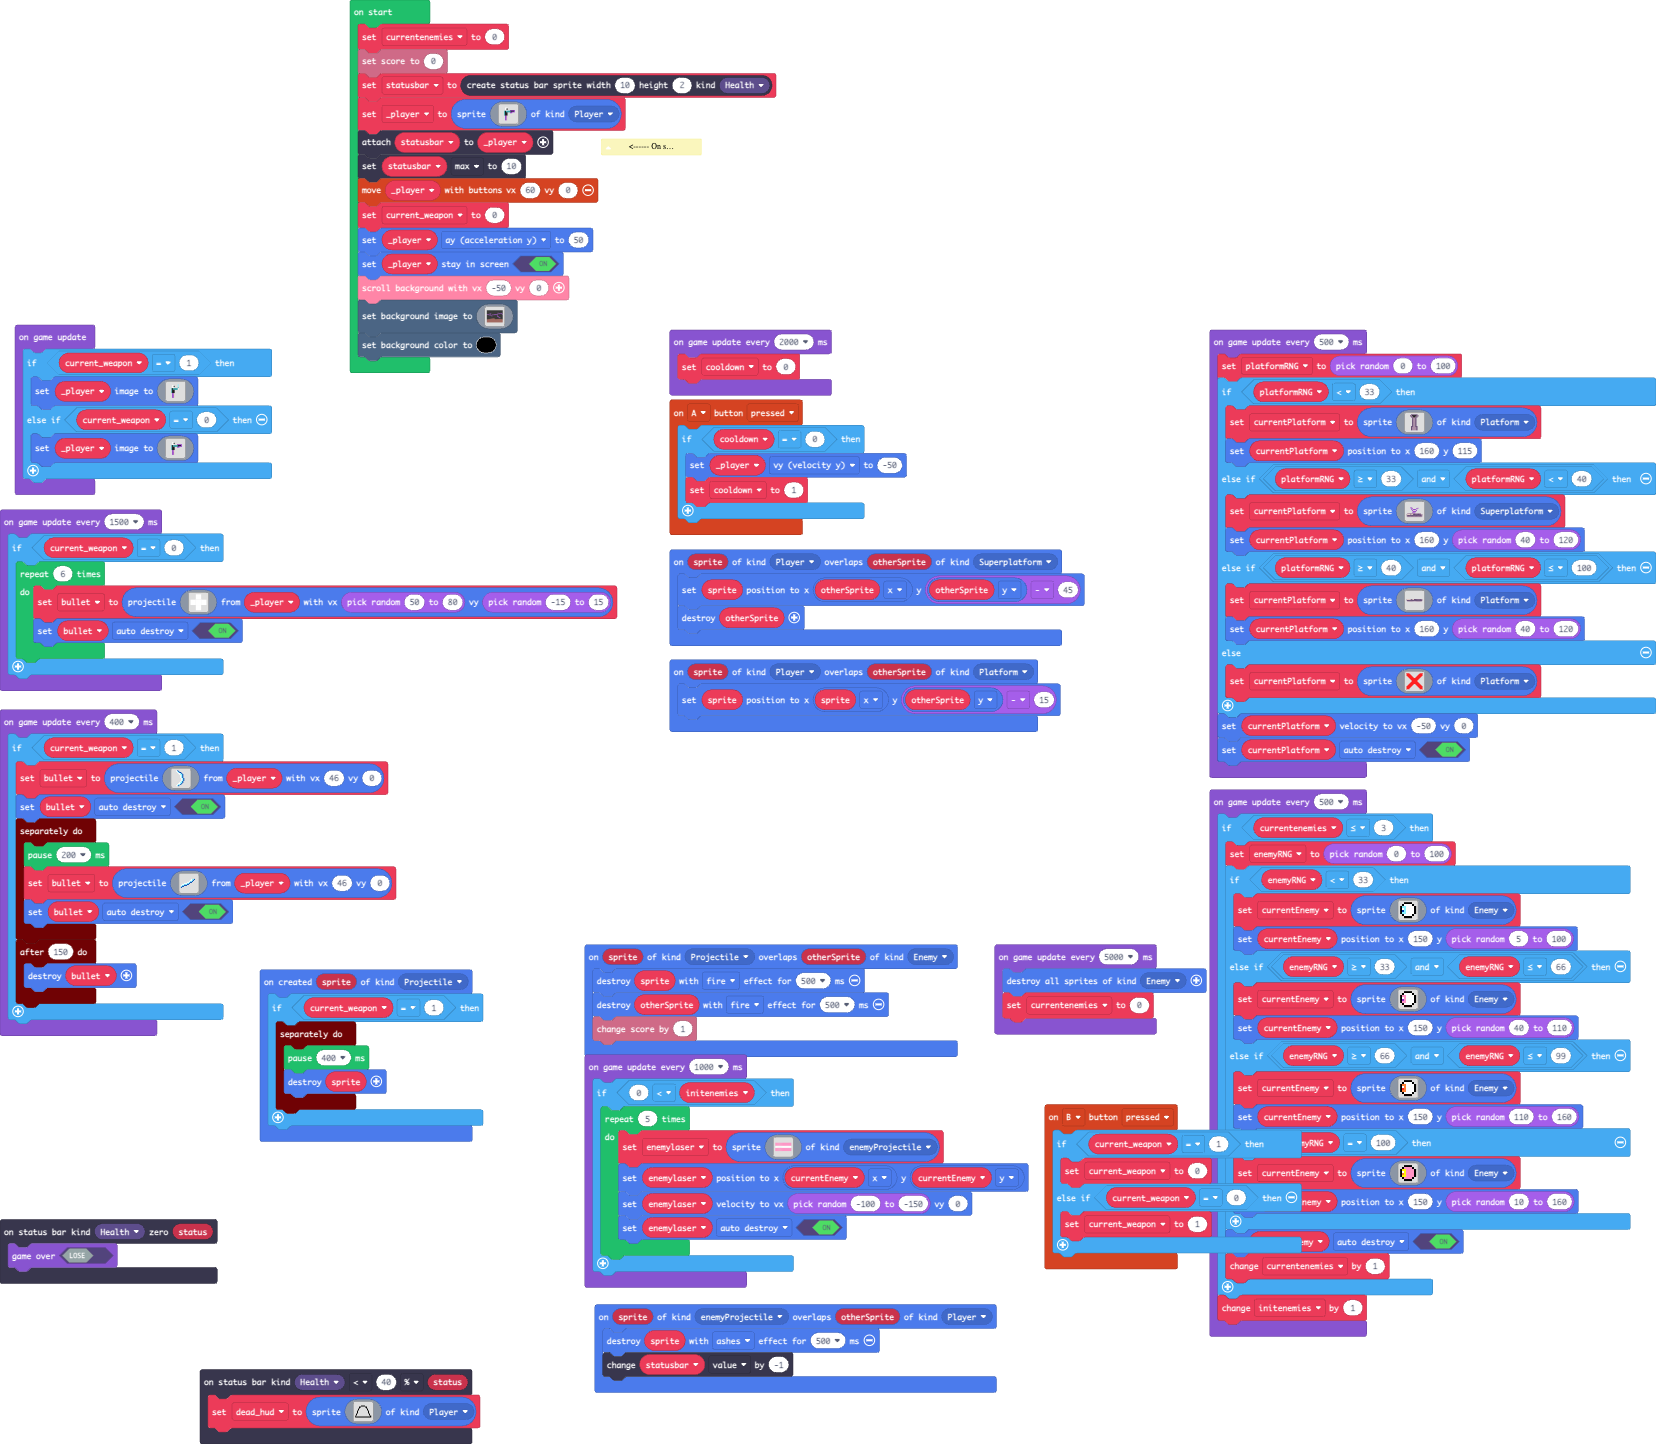 on start
set currentenemies to 0
set score to 0
set statusbar to create status bar sprite width 10 height 2 kind Health
set _player to sprite of kind Player
attach statusbar to _player
<------ On s...
set statusbar max to 10
move _player with buttons vx 60 vy 0
set current_weapon to 0
set _player ay (acceleration y) to 50
set _player stay in screen ON
scroll background with vx -50 vy 0
set background image to
set background color to
on game update
if current_weapon = 1 then
set _player image to
else if current_weapon = 0 then
set _player image to
on game update every 1500 ms
if current_weapon = 0 then
repeat 6 times
do
set bullet to projectile from _player with vx pick random 50 to 80 vy pick random -15 to 15
set bullet auto destroy ON
on game update every 400 ms
if current_weapon = 1 then
set bullet to projectile from _player with vx 46 vy 0
set bullet auto destroy ON
separately do
pause 200 ms
set bullet to projectile from _player with vx 46 vy 0
set bullet auto destroy ON
after 150 do
destroy bullet
on created sprite of kind Projectile
if current_weapon = 1 then
separately do
pause 400 ms
destroy sprite
on status bar kind Health zero status
game over LOSE
on status bar kind Health < 40 % status
set dead_hud to sprite of kind Player
on game update every 2000 ms
set cooldown to 0
on A button pressed
if cooldown = 0 then
set _player vy (velocity y) to -50
set cooldown to 1
on sprite of kind Player overlaps otherSprite of kind Superplatform
set sprite position to x otherSprite x y otherSprite y - 45
destroy otherSprite
on sprite of kind Player overlaps otherSprite of kind Platform
set sprite position to x sprite x y otherSprite y - 15
on sprite of kind Projectile overlaps otherSprite of kind Enemy
destroy sprite with fire effect for 500 ms
destroy otherSprite with fire effect for 500 ms
change score by 1
on game update every 1000 ms
if 0 < initenemies then
repeat 5 times
do
set enemylaser to sprite of kind enemyProjectile
set enemylaser position to x currentEnemy x y currentEnemy y
set enemylaser velocity to vx pick random -100 to -150 vy 0
set enemylaser auto destroy ON
on sprite of kind enemyProjectile overlaps otherSprite of kind Player
destroy sprite with ashes effect for 500 ms
change statusbar value by -1
on game update every 5000 ms
destroy all sprites of kind Enemy
set currentenemies to 0
on B button pressed
if current_weapon = 1 then
set current_weapon to 0
else if current_weapon = 0 then
set current_weapon to 1
on game update every 500 ms
set platformRNG to pick random 0 to 100
if platformRNG < 33 then
set currentPlatform to sprite of kind Platform
set currentPlatform position to x 160 y 115
else if platformRNG ≥ 33 and platformRNG < 40 then
set currentPlatform to sprite of kind Superplatform
set currentPlatform position to x 160 y pick random 40 to 120
else if platformRNG ≥ 40 and platformRNG ≤ 100 then
set currentPlatform to sprite of kind Platform
set currentPlatform position to x 160 y pick random 40 to 120
else
set currentPlatform to sprite of kind Platform
set currentPlatform velocity to vx -50 vy 0
set currentPlatform auto destroy ON
on game update every 500 ms
if currentenemies ≤ 3 then
set enemyRNG to pick random 0 to 100
if enemyRNG < 33 then
set currentEnemy to sprite of kind Enemy
set currentEnemy position to x 150 y pick random 5 to 100
else if enemyRNG ≥ 33 and enemyRNG ≤ 66 then
set currentEnemy to sprite of kind Enemy
set currentEnemy position to x 150 y pick random 40 to 110
else if enemyRNG ≥ 66 and enemyRNG ≤ 99 then
set currentEnemy to sprite of kind Enemy
set currentEnemy position to x 150 y pick random 110 to 160
= 100 then
set currentEnemy to sprite of kind Enemy
position to x 150 y pick random 10 to 160
auto destroy ON
change currentenemies by 1
change initenemies by 1